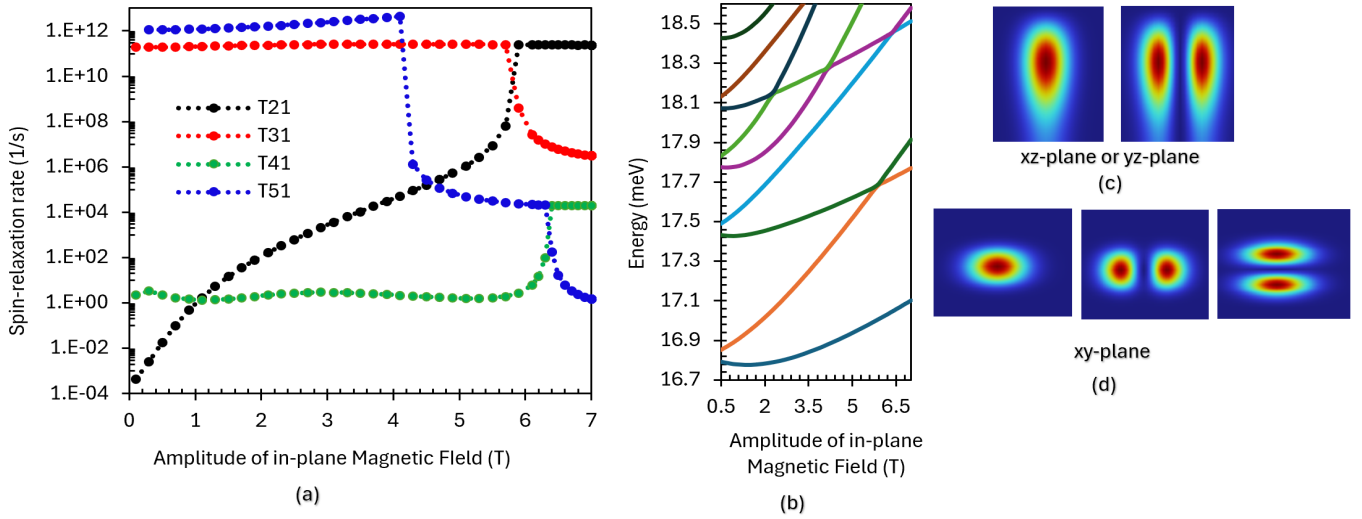 Spin-relaxation rate (1/s)
1.E+12
1.E+10
1.E+08
1.E+06
1.E+04
1.E+02
1.E+00
1.E-02
1.E-04
T21
T31
T41
T51
0 1 2 3 4 5 6 7
Amplitude of in-plane Magnetic FIeld (T)
(a)
Energy (meV)
18.5
18.3
18.1
17.9
17.7
17.5
17.3
17.1
16.9
16.7
0.5 2 3.5 5 6.5
Amplitude of in-plane
Magnetic Field (T)
(b)
xz-plane or yz-plane
(c)
xy-plane
(d)